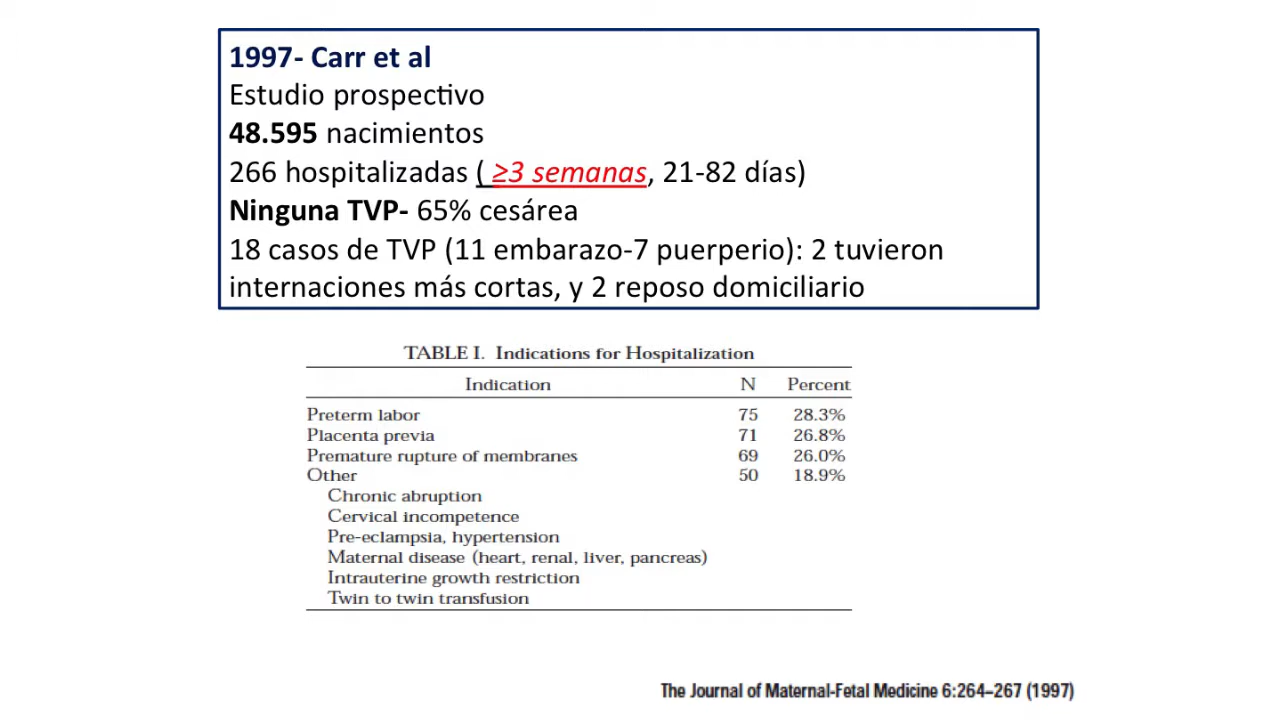 1997- Carr et al
Estudio prospectivo
48.595 nacimientos
266 hospitalizadas ( ≥3 semanas, 21-82 días)
Ninguna TVP- 65% cesárea
18 casos de TVP (11 embarazo-7 puerperio): 2 tuvieron
internaciones más cortas, y 2 reposo domiciliario
TABLE I. Indications for Hospitalization
Indication N Percent
Preterm labor 75 28.3%
Placenta previa 71 26.8%
Premature rupture of membranes 69 26.0%
Other 50 18.9%
Chronic abruption
Cervical incompetence
Pre-eclampsia, hypertension
Maternal disease (heart, renal, liver, pancreas)
Intrauterine growth restriction
Twin to twin transfusion
The Journal of Maternal-Fetal Medicine 6:264–267 (1997)